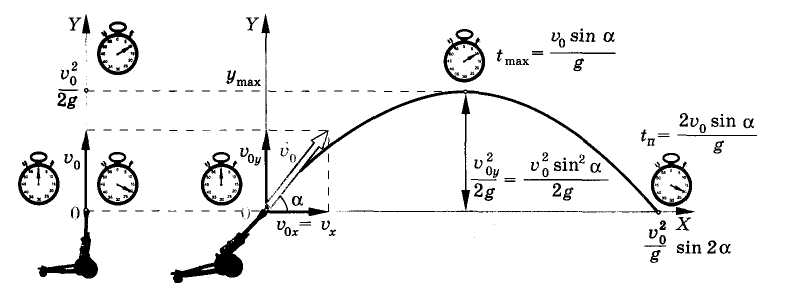 Y
v₀²/2g
v₀
0
Y
y_max
v₀y
v₀
α
0
v₀x = v_x
t_max = v₀ sin α / g
v₀y²/2g = v₀² sin² α / 2g
t_п = 2v₀ sin α / g
X
v₀²/g sin 2α